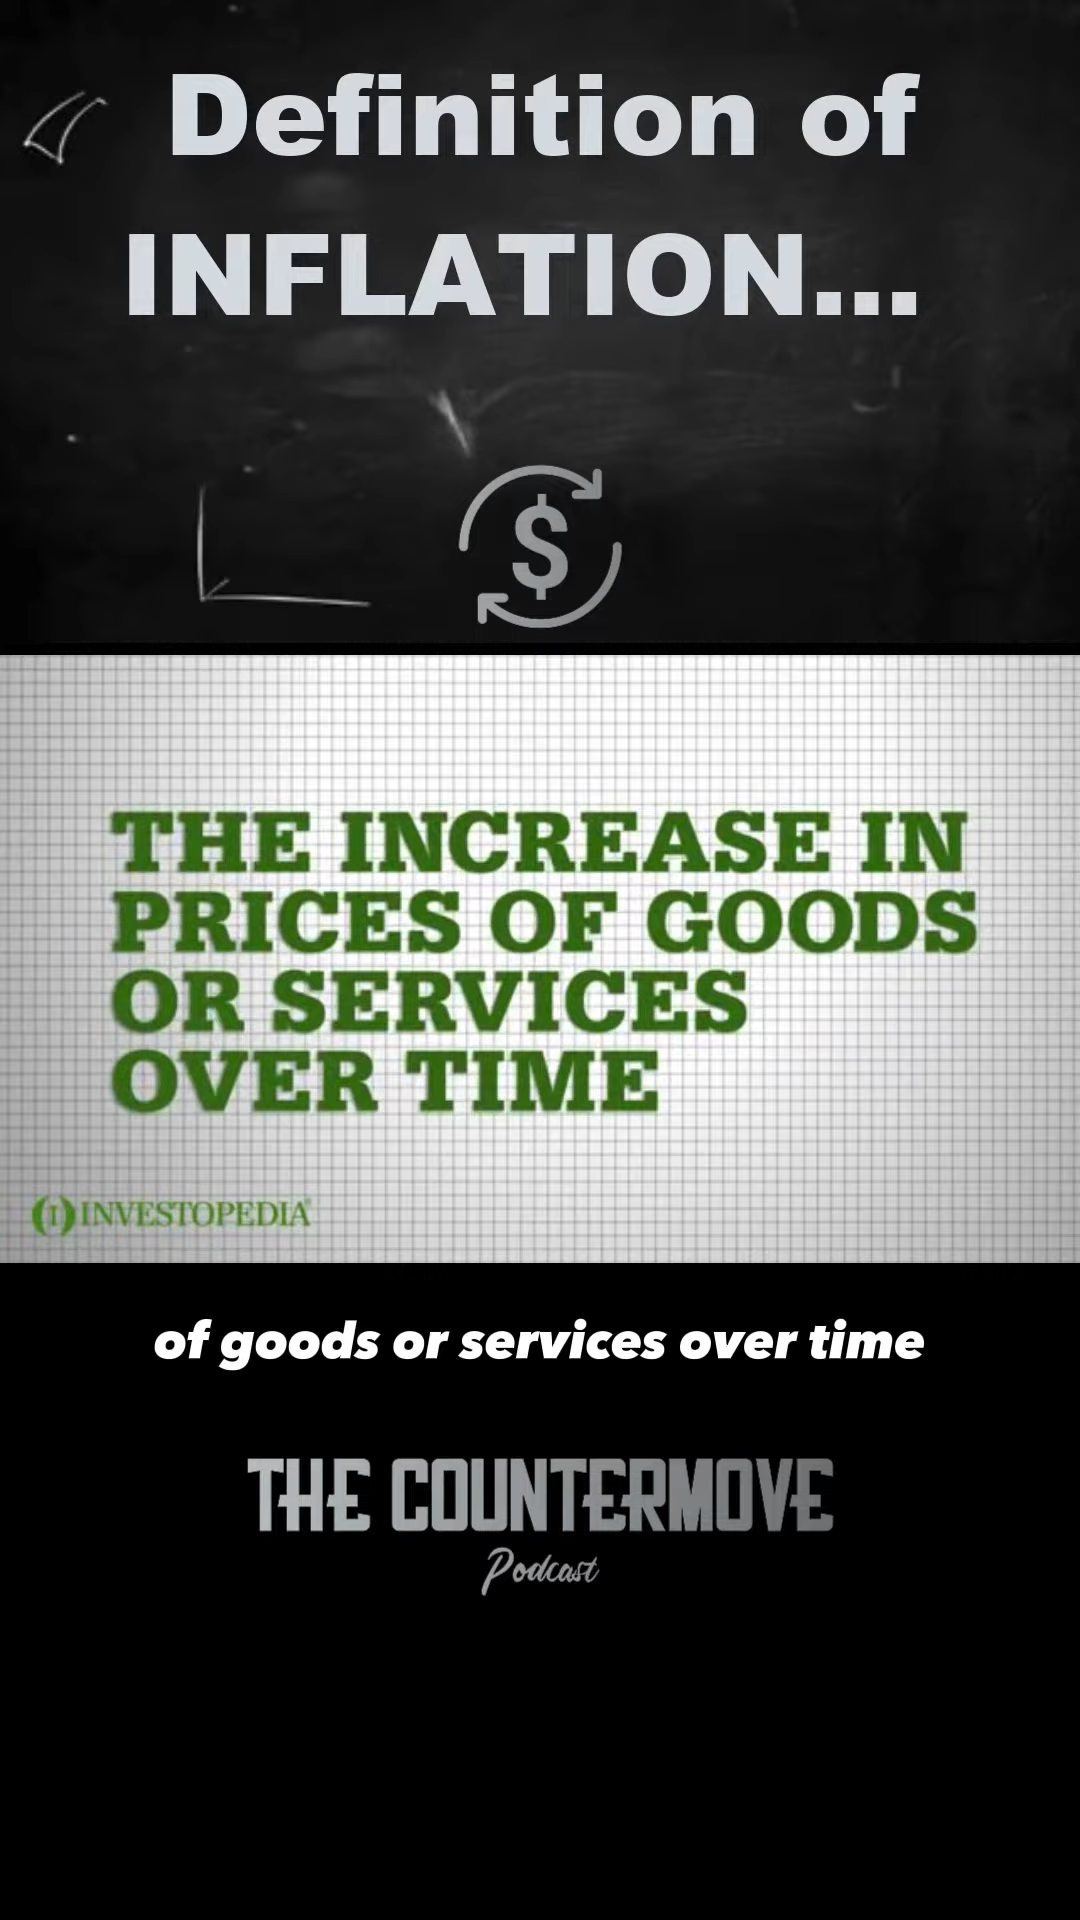 Definition of
INFLATION...
$
THE INCREASE IN
PRICES OF GOODS
OR SERVICES
OVER TIME
(I) INVESTOPEDIA®
of goods or services over time
THE COUNTERMOVE
Podcast